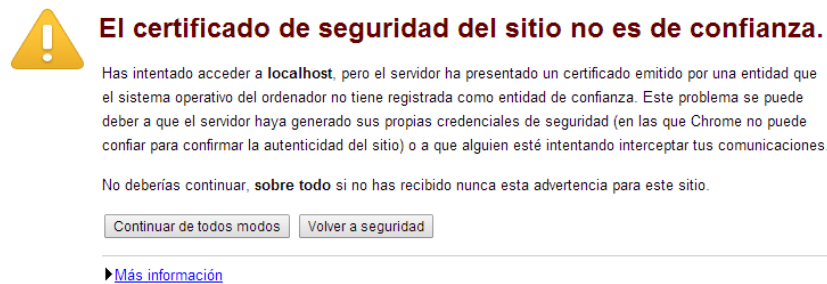 El certificado de seguridad del sitio no es de confianza.
Has intentado acceder a localhost, pero el servidor ha presentado un certificado emitido por una entidad que
el sistema operativo del ordenador no tiene registrada como entidad de confianza. Este problema se puede
deber a que el servidor haya generado sus propias credenciales de seguridad (en las que Chrome no puede
confiar para confirmar la autenticidad del sitio) o a que alguien esté intentando interceptar tus comunicaciones.
No deberías continuar, sobre todo si no has recibido nunca esta advertencia para este sitio.
Continuar de todos modos Volver a seguridad
Más información